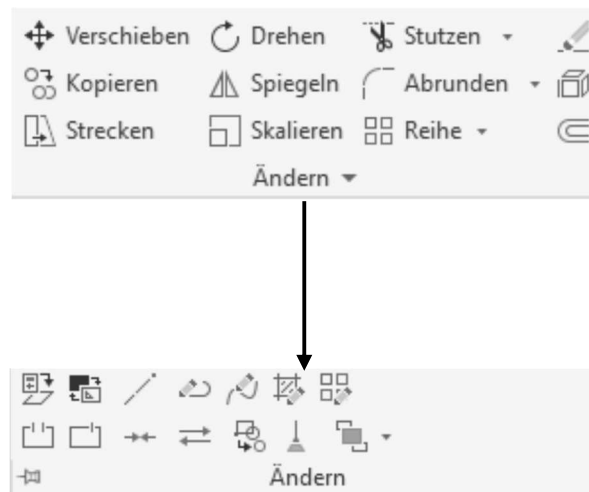 Verschieben Drehen Stutzen
Kopieren Spiegeln Abrunden
Strecken Skalieren Reihe
Ändern
Ändern